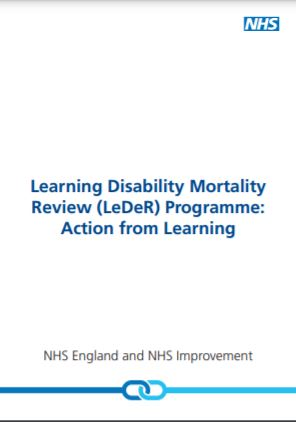 NHS
Learning Disability Mortality
Review (LeDeR) Programme:
Action from Learning
NHS England and NHS Improvement